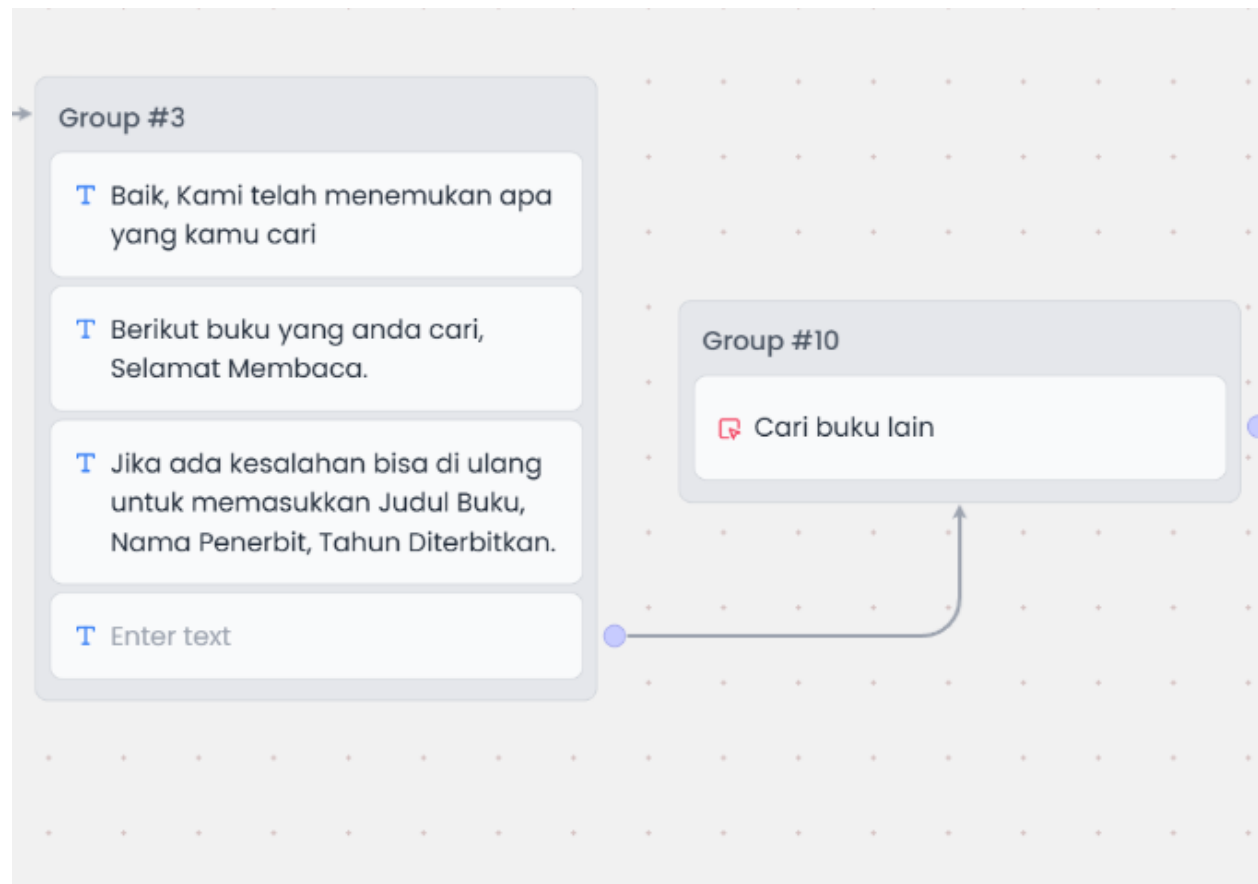 Group #3
Baik, Kami telah menemukan apa
yang kamu cari
Berikut buku yang anda cari,
Selamat Membaca.
Jika ada kesalahan bisa di ulang
untuk memasukkan Judul Buku,
Nama Penerbit, Tahun Diterbitkan.
Enter text
Group #10
Cari buku lain